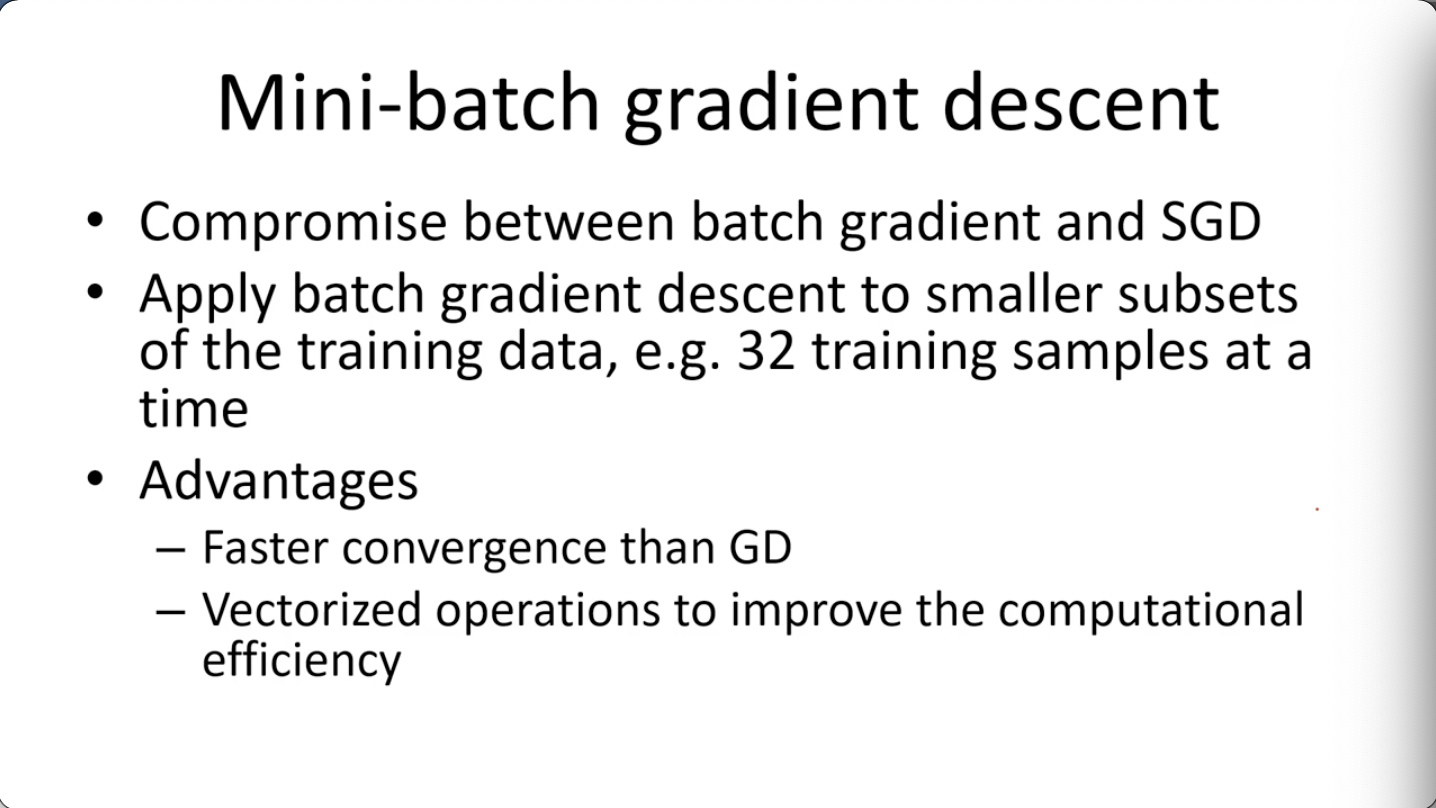 Mini-batch gradient descent
• Compromise between batch gradient and SGD
• Apply batch gradient descent to smaller subsets
of the training data, e.g. 32 training samples at a
time
• Advantages
– Faster convergence than GD
– Vectorized operations to improve the computational
efficiency